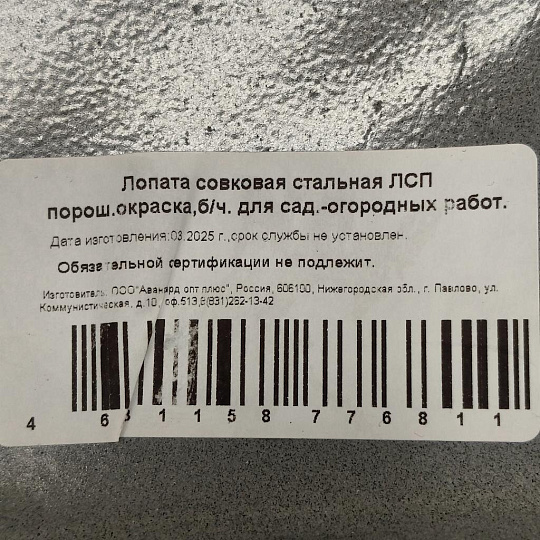 Лопата совковая стальная ЛСП
порош.окраска,б/ч. для сад.-огородных работ.
Дата изготовления:03.2025 г.,срок службы не установлен.
Обязательной сертификации не подлежит.
Изготовитель: ООО"Авангард опт плюс", Россия, 606100, Нижегородская обл., г. Павлово, ул.
Коммунистическая, д.10, оф.513,8(831)262-13-42
4 631158 776811